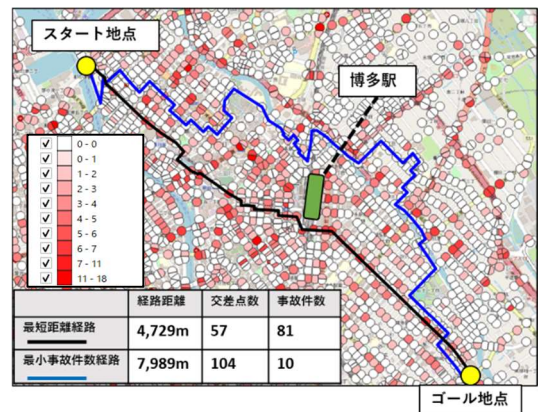 スタート地点
博多駅
0 - 0
0 - 1
1 - 2
2 - 3
3 - 4
4 - 5
5 - 6
6 - 7
7 - 11
11 - 18
経路距離 交差点数 事故件数
最短距離経路 4,729m 57 81
最小事故件数経路 7,989m 104 10
ゴール地点